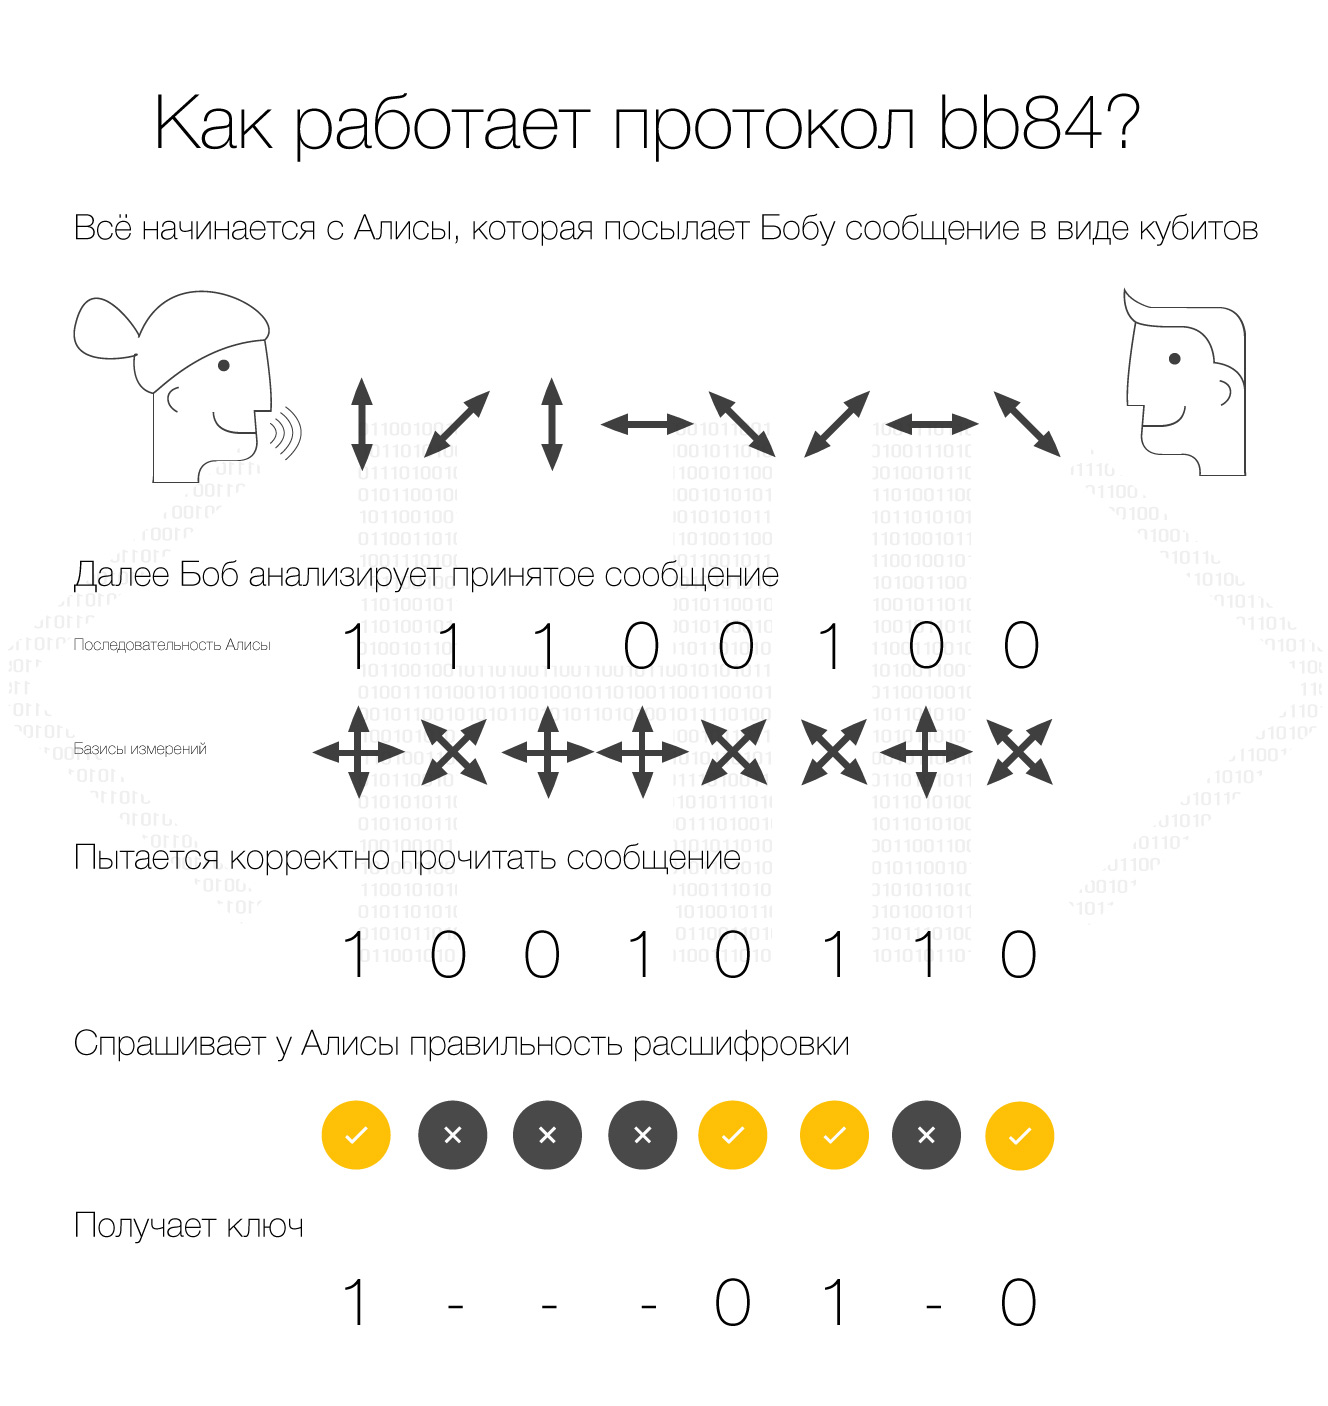 Как работает протокол bb84?
Всё начинается с Алисы, которая посылает Бобу сообщение в виде кубитов
Далее Боб анализирует принятое сообщение
Последовательность Алисы 1 1 1 0 0 1 0 0
Базисы измерений
Пытается корректно прочитать сообщение
1 0 0 1 0 1 1 0
Спрашивает у Алисы правильность расшифровки
Получает ключ
1 - - - 0 1 - 0